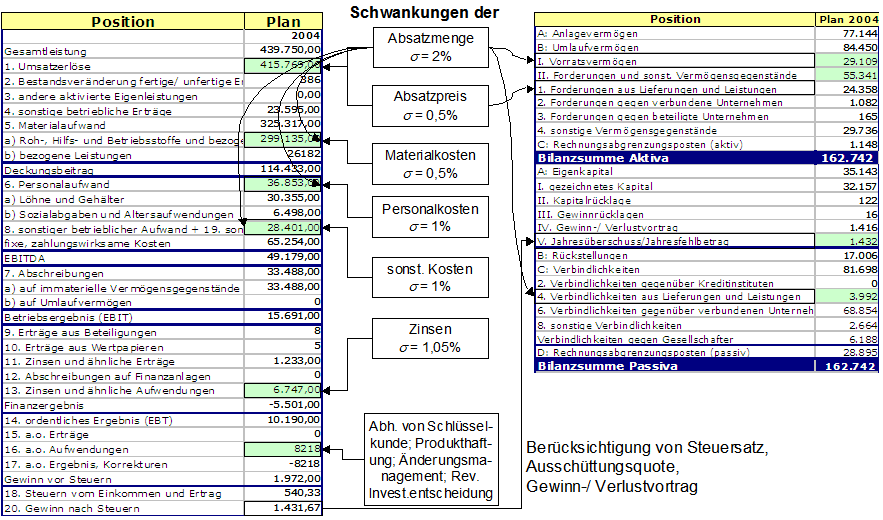 Schwankungen der
Position Plan
2004
Gesamtleistung 439.750,00
1. Umsatzerlöse 415.769,00
2. Bestandsveränderung fertige/ unfertige Er 386
3. andere aktivierte Eigenleistungen 0,00
4. sonstige betriebliche Erträge 23.595,00
5. Materialaufwand 325.317,00
a) Roh-, Hilfs- und Betriebsstoffe und bezoge 299.135,00
b) bezogene Leistungen 26182
Deckungsbeitrag 114.433,00
6. Personalaufwand 36.853,00
a) Löhne und Gehälter 30.355,00
b) Sozialabgaben und Altersaufwendungen 6.498,00
8. sonstiger betrieblicher Aufwand + 19. son 28.401,00
fixe, zahlungswirksame Kosten 65.254,00
EBITDA 49.179,00
7. Abschreibungen 33.488,00
a) auf immaterielle Vermögensgegenstände 33.488,00
b) auf Umlaufvermögen 0
Betriebsergebnis (EBIT) 15.691,00
9. Erträge aus Beteiligungen 8
10. Erträge aus Wertpapieren 5
11. Zinsen und ähnliche Erträge 1.233,00
12. Abschreibungen auf Finanzanlagen 0
13. Zinsen und ähnliche Aufwendungen 6.747,00
Finanzergebnis -5.501,00
14. ordentliches Ergebnis (EBT) 10.190,00
15. a.o. Erträge 0
16. a.o. Aufwendungen 8218
17. a.o. Ergebnis, Korrekturen -8218
Gewinn vor Steuern 1.972,00
18. Steuern vom Einkommen und Ertrag 540,33
20. Gewinn nach Steuern 1.431,67
Absatzmenge
σ = 2%
Absatzpreis
σ = 0,5%
Materialkosten
σ = 0,5%
Personalkosten
σ = 1%
sonst. Kosten
σ = 1%
Zinsen
σ = 1,05%
Abh. von Schlüssel-
kunde; Produkthaft-
ung; Änderungsma-
nagement; Rev.
Invest.entscheidung
Position Plan 2004
A: Anlagevermögen 77.144
B: Umlaufvermögen 84.450
I. Vorratsvermögen 29.109
II. Forderungen und sonst. Vermögensgegenstände 55.341
1. Forderungen aus Lieferungen und Leistungen 24.358
2. Forderungen gegen verbundene Unternehmen 1.082
3. Forderungen gegen beteiligte Unternehmen 165
4. sonstige Vermögensgegenstände 29.736
C: Rechnungsabgrenzungsposten (aktiv) 1.148
Bilanzsumme Aktiva 162.742
A: Eigenkapital 35.143
I. gezeichnetes Kapital 32.157
II. Kapitalrücklage 122
III. Gewinnrücklagen 16
IV. Gewinn-/ Verlustvortrag 1.416
V. Jahresüberschuss/Jahresfehlbetrag 1.432
B: Rückstellungen 17.006
C: Verbindlichkeiten 81.698
2. Verbindlichkeiten gegenüber Kreditinstituten 0
4. Verbindlichkeiten aus Lieferungen und Leistungen 3.992
6. Verbindlichkeiten gegenüber verbundenen Unterneh 68.854
8. sonstige Verbindlichkeiten 2.664
Verbindlichkeiten gegen Gesellschafter 6.188
D: Rechnungsabgrenzungsposten (passiv) 28.895
Bilanzsumme Passiva 162.742
Berücksichtigung von Steuersatz,
Ausschüttungsquote,
Gewinn-/ Verlustvortrag